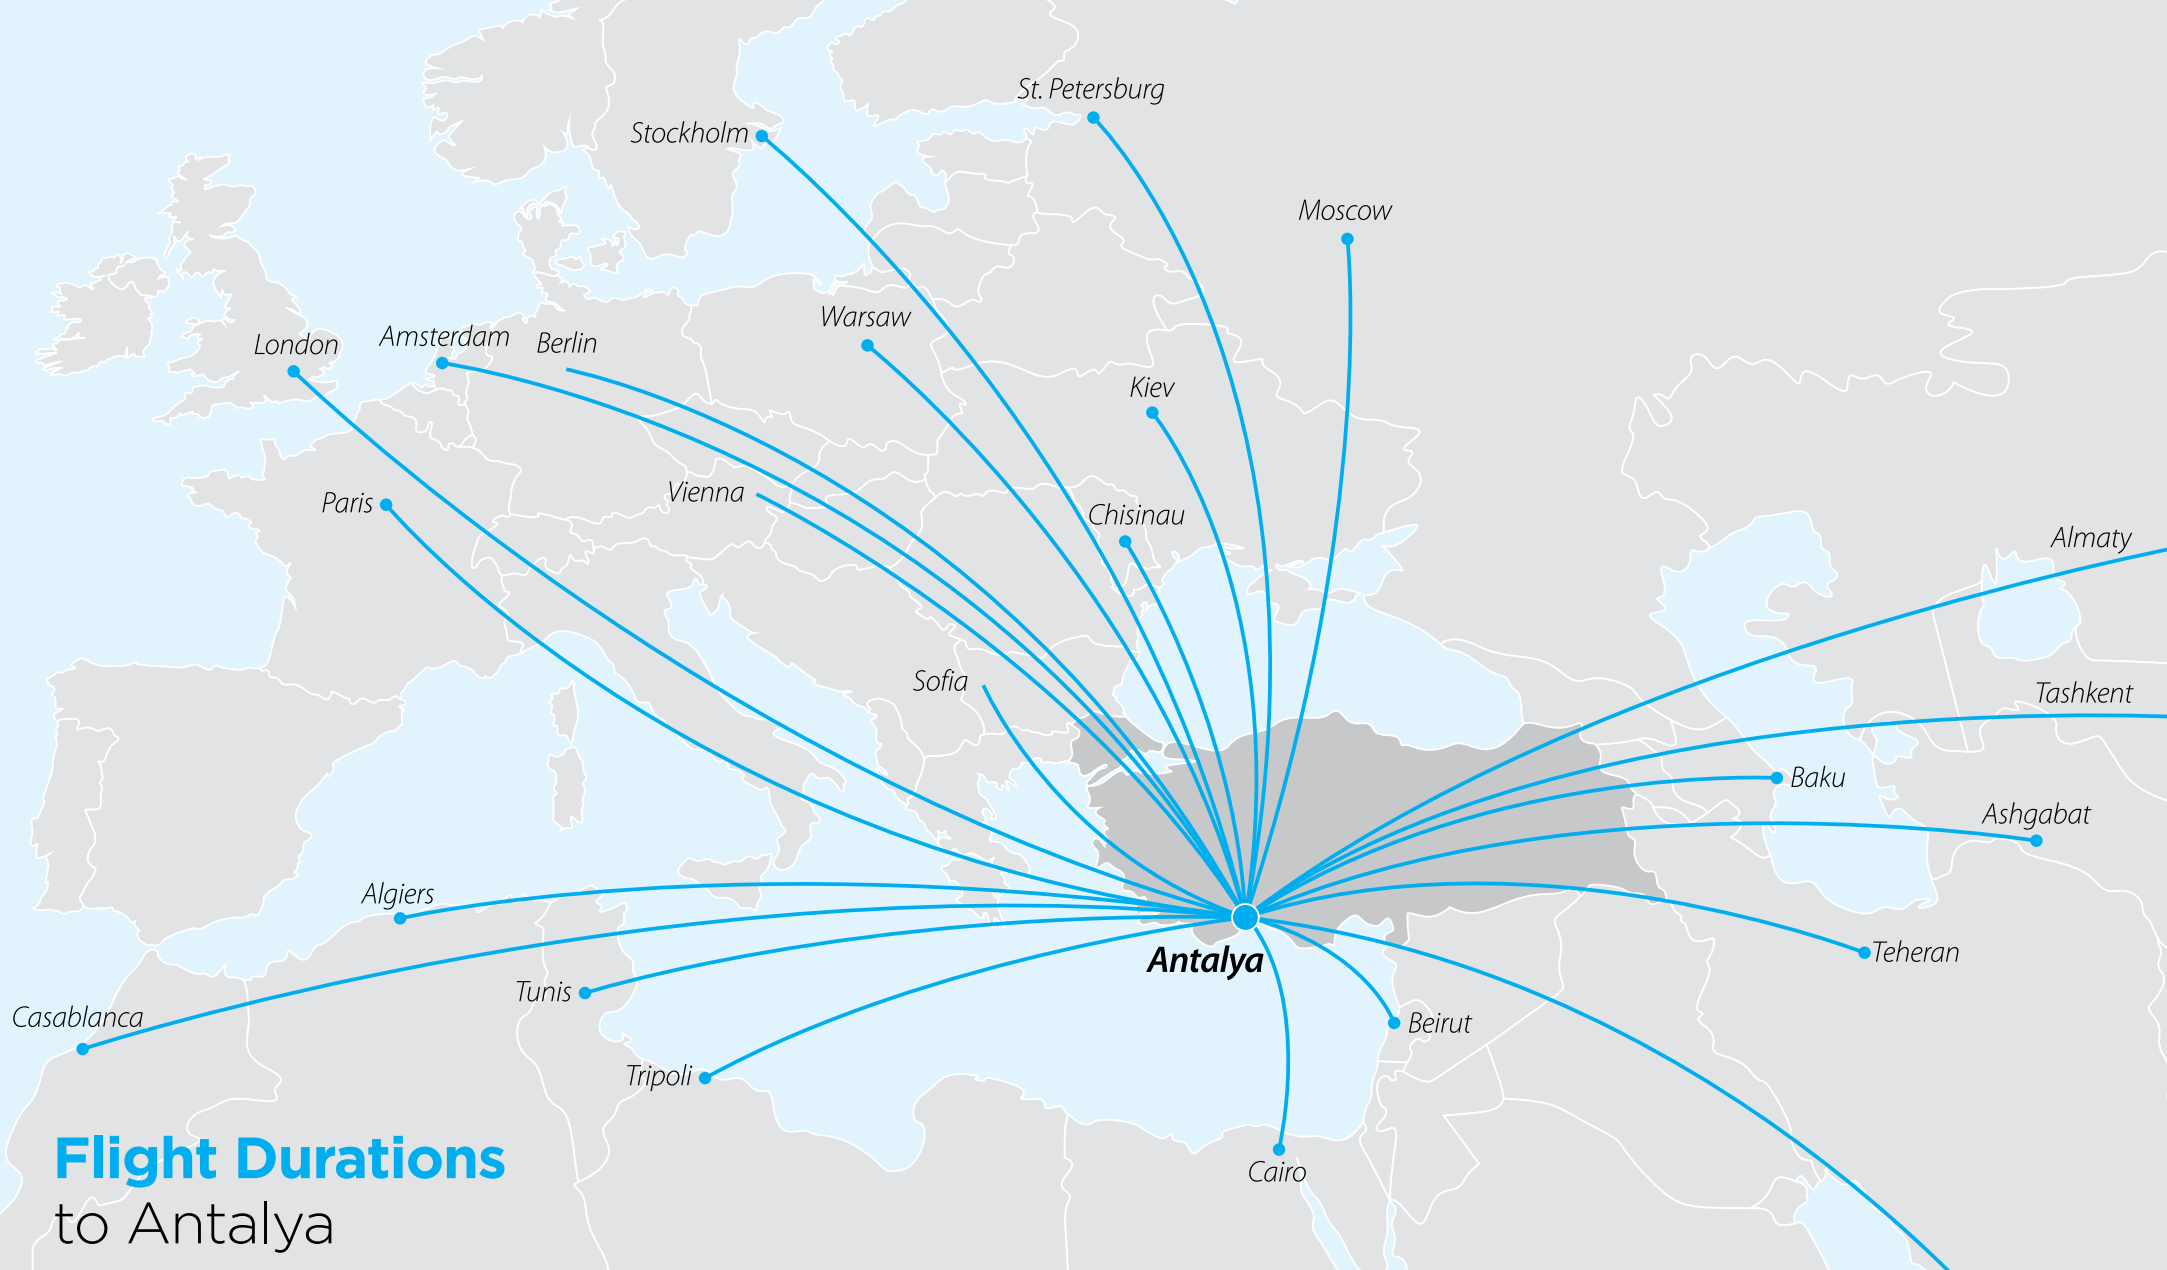 St. Petersburg
Stockholm
Moscow
Warsaw
London
Amsterdam
Berlin
Kiev
Paris
Vienna
Chisinau
Almaty
Sofia
Tashkent
Baku
Ashgabat
Algiers
Antalya
Teheran
Tunis
Casablanca
Beirut
Tripoli
Cairo
Flight Durations
to Antalya